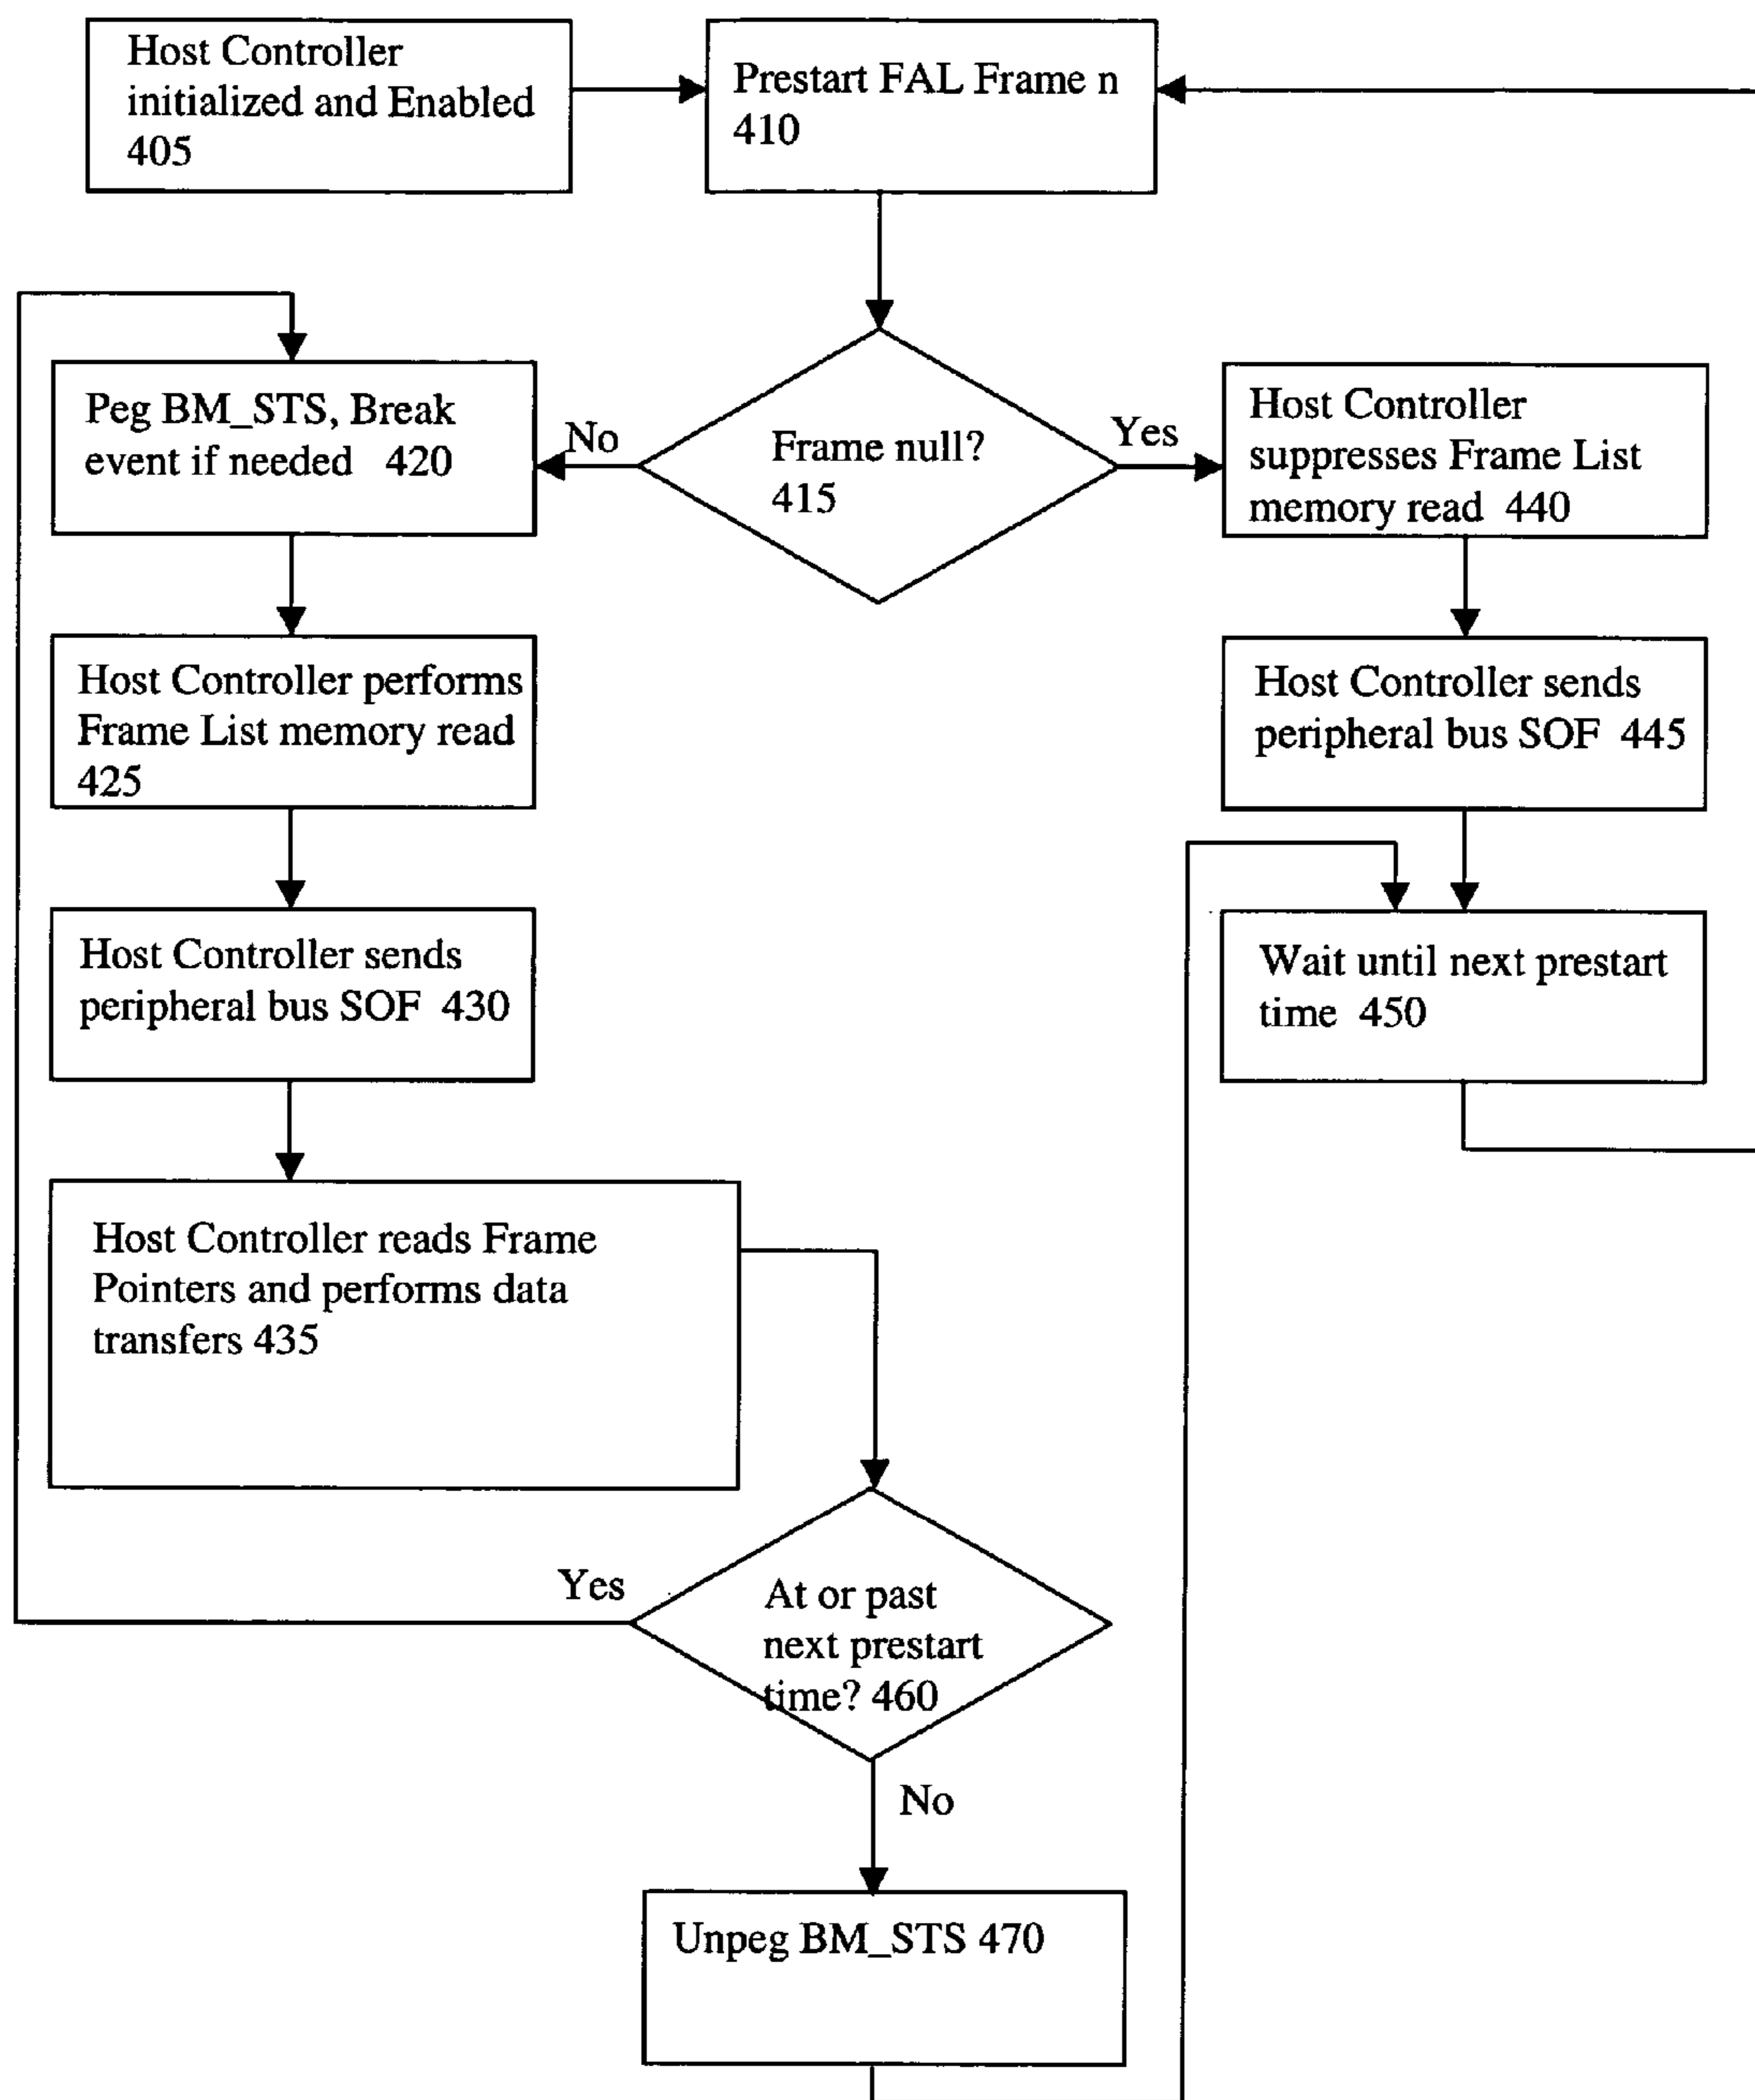 Host Controller
initialized and Enabled
405
Prestart FAL Frame n
410
Peg BM_STS, Break
event if needed 420
No
Frame null?
415
Yes
Host Controller
suppresses Frame List
memory read 440
Host Controller performs
Frame List memory read
425
Host Controller sends
peripheral bus SOF 445
Host Controller sends
peripheral bus SOF 430
Wait until next prestart
time 450
Host Controller reads Frame
Pointers and performs data
transfers 435
Yes
At or past
next prestart
time? 460
No
Unpeg BM_STS 470